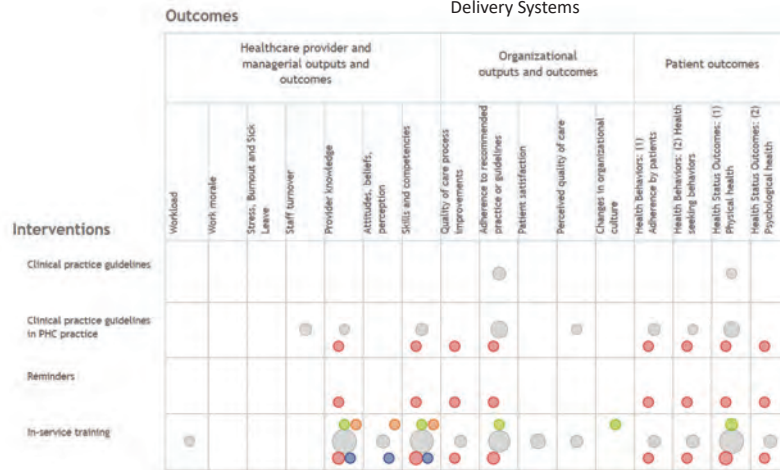 Delivery Systems
Outcomes
Healthcare provider and
managerial outputs and
outcomes
Organizational
outputs and outcomes
Patient outcomes
Workload
Work morale
Stress, Burnout and Sick
Leave
Staff turnover
Provider knowledge
Attitudes, beliefs,
perception
Skills and competencies
Quality of care process
improvements
Adherence to recommended
practice or guidelines
Patient satisfaction
Perceived quality of care
Changes in organizational
culture
Health Behaviors: (1)
Adherence by patients
Health Behaviors: (2) Health
seeking behaviors
Health Status Outcomes: (1)
Physical health
Health Status Outcomes: (2)
Psychological health
Interventions
Clinical practice guidelines
Clinical practice guidelines
in PHC practice
Reminders
In-service training